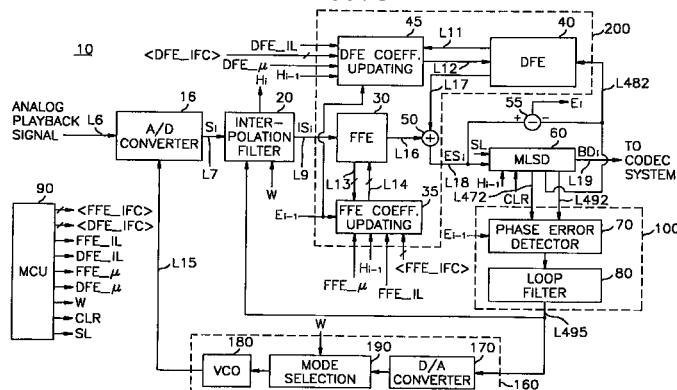 10
<DFE_IFC>
DFE_IL
DFE_μ
Hi-1
Hi
45
DFE COEFF.
UPDATING
L11
L12
40
DFE
200
L482
L17
ANALOG
PLAYBACK
SIGNAL
L6
16
A/D
CONVERTER
Si
L7
20
INTER-
POLATION
FILTER
ISi
L9
W
30
FFE
L16
50
+
55
+
-
Ei
ESi
L18
SL
60
MLSD
BDi
L19
TO
CODEC
SYSTEM
Hi-1
L472
CLR
L492
L13
L14
35
FFE COEFF.
UPDATING
Ei-1
FFE_μ
Hi-1
FFE_IL
<FFE_IFC>
Ei-1
70
PHASE ERROR
DETECTOR
100
80
LOOP
FILTER
L495
90
MCU
<FFE_IFC>
<DFE_IFC>
FFE_IL
DFE_IL
FFE_μ
DFE_μ
W
CLR
SL
L15
W
180
VCO
190
MODE
SELECTION
170
D/A
CONVERTER
160